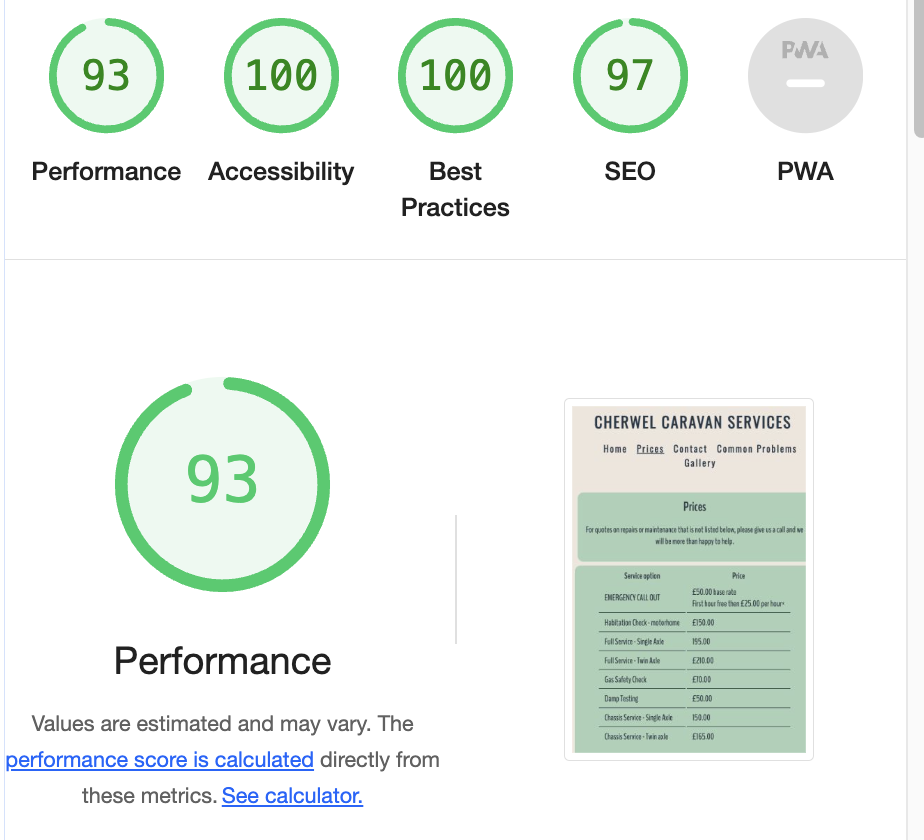 93
100
100
97
PWA
Performance
Accessibility
Best
Practices
SEO
PWA
93
Performance
Values are estimated and may vary. The
performance score is calculated directly from
these metrics. See calculator.
CHERWEL CARAVAN SERVICES
Home Prices Contact Common Problems
Gallery
Prices
For quotes on repairs or maintenance that is not listed below, please give us a call and we
will be more than happy to help.
Service option Price
EMERGENCY CALL OUT £50.00 base rate
First hour free then £25.00 per hour*
Habitation Check - motorhome £150.00
Full Service - Single Axle 195.00
Full Service - Twin Axle £210.00
Gas Safety Check £70.00
Damp Testing £50.00
Chassis Service - Single Axle 150.00
Chassis Service - Twin axle £165.00